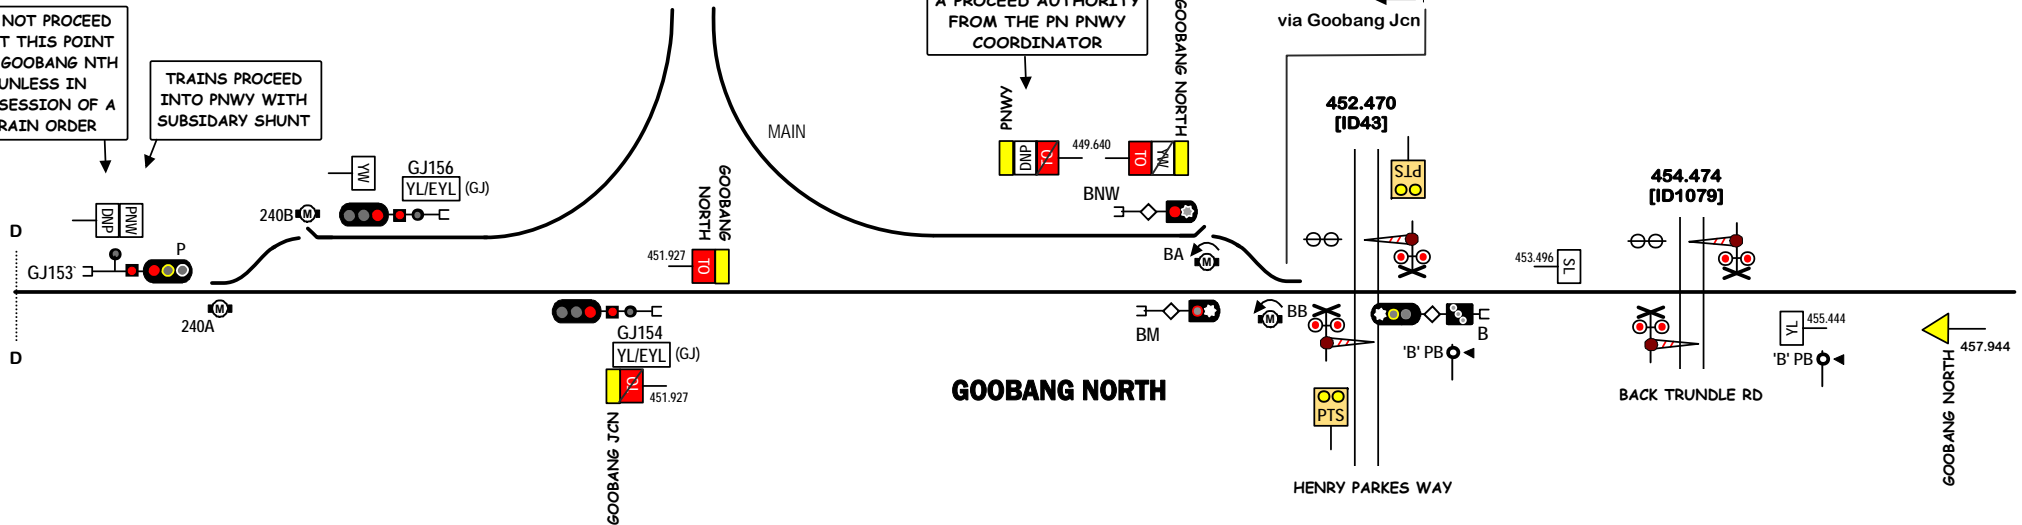 NOT PROCEED
T THIS POINT
GOOBANG NTH
UNLESS IN
SESSION OF A
RAIN ORDER
TRAINS PROCEED
INTO PNWY WITH
SUBSIDARY SHUNT
A PROCEED AUTHORITY
FROM THE PN PNWY
COORDINATOR
via Goobang Jcn
MAIN
PNWY
GOOBANG NORTH
DNP
GL
449.640
TO
YW
BNW
452.470
[ID43]
PTS
454.474
[ID1079]
YW
GJ156
YL/EYL (GJ)
240B
M
DNP
PNW
D
P
GJ153
D
M
240A
GOOBANG
NORTH
451.927
TO
GJ154
YL/EYL (GJ)
GL
451.927
GOOBANG JCN
GOOBANG NORTH
BA
M
BM
M
BB
B
'B' PB
PTS
HENRY PARKES WAY
453.496
SL
BACK TRUNDLE RD
YL
455.444
'B' PB
457.944
GOOBANG NORTH